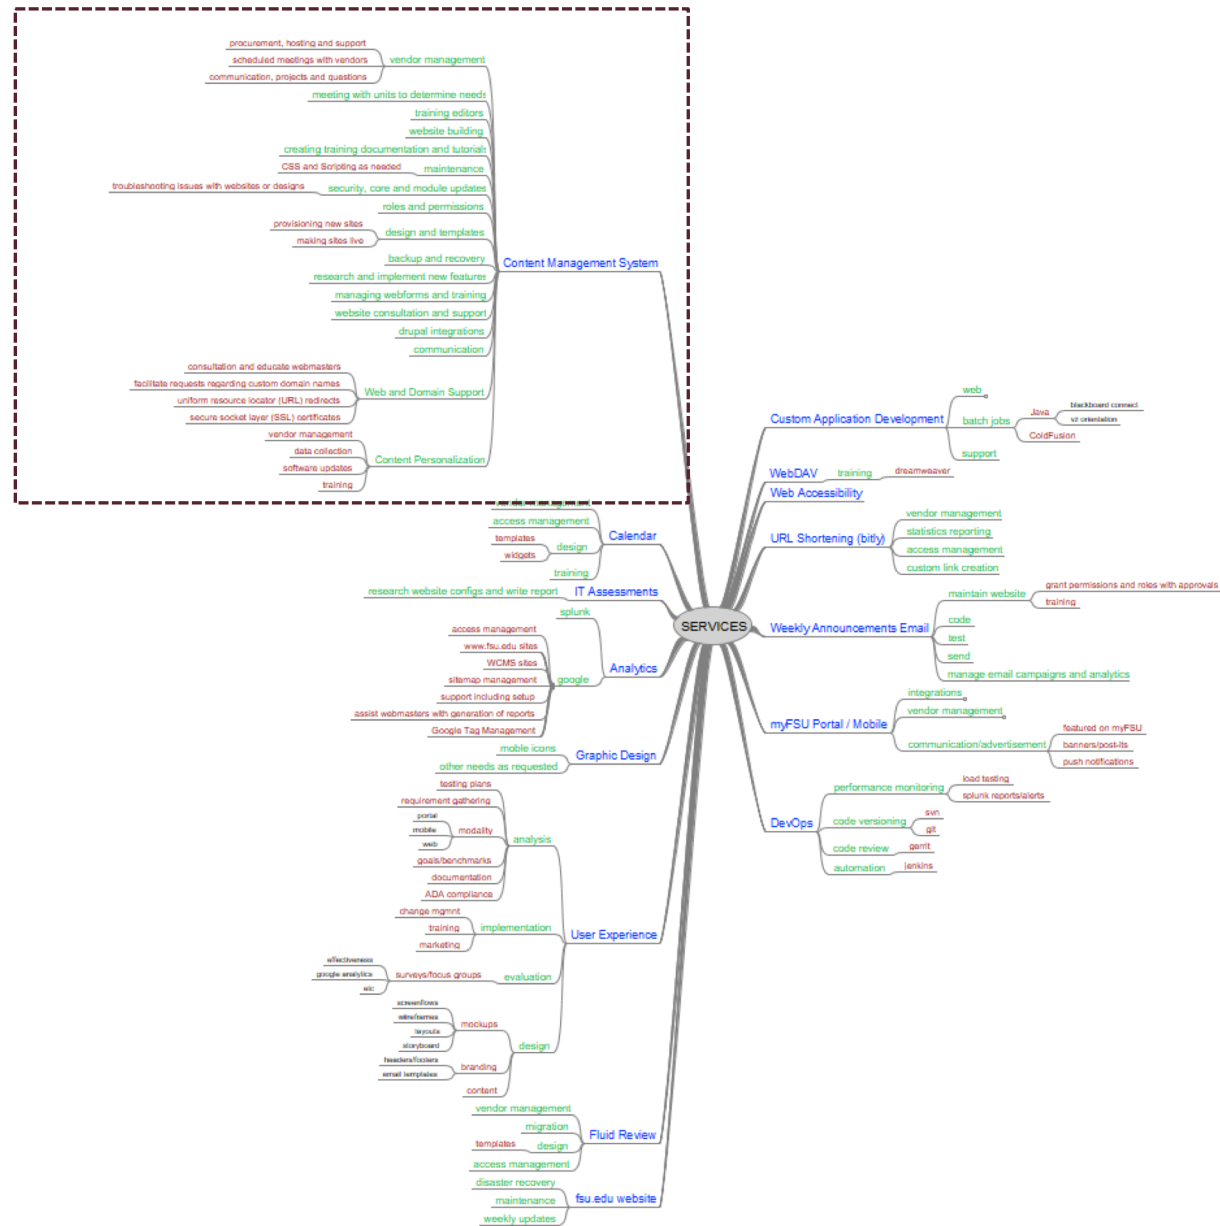 procurement, hosting and support
scheduled meetings with vendors
communication, projects and questions
vendor management
meeting with units to determine needs
training editors
website building
creating training documentation and tutorials
CSS and Scripting as needed
maintenance
troubleshooting issues with websites or designs
security, core and module updates
roles and permissions
provisioning new sites
making sites live
design and templates
backup and recovery
research and implement new features
managing webforms and training
website consultation and support
drupal integrations
communication
consultation and educate webmasters
facilitate requests regarding custom domain names
uniform resource locator (URL) redirects
secure socket layer (SSL) certificates
Web and Domain Support
vendor management
data collection
software updates
training
Content Personalization
Content Management System
vendor management
access management
templates
widgets
design
training
Calendar
research website configs and write report
IT Assessments
splunk
access management
www.fsu.edu sites
WCMS sites
sitemap management
support including setup
assist webmasters with generation of reports
Google Tag Management
google
Analytics
moble icons
other needs as requested
Graphic Design
testing plans
requirement gathering
portal
mobile
web
modality
goals/benchmarks
documentation
ADA compliance
analysis
change mgmnt
training
marketing
implementation
effectiveness
google analytics
etc
surveys/focus groups
evaluation
screenflows
wireframes
layouts
storyboard
mockups
headers/footers
email templates
branding
content
design
User Experience
vendor management
migration
templates
design
access management
Fluid Review
disaster recovery
maintenance
weekly updates
fsu.edu website
SERVICES
Custom Application Development
web
batch jobs
Java
blackboard connect
vz orientation
ColdFusion
support
WebDAV
training
dreamweaver
Web Accessibility
URL Shortening (bitly)
vendor management
statistics reporting
access management
custom link creation
Weekly Announcements Email
maintain website
grant permissions and roles with approvals
training
code
test
send
manage email campaigns and analytics
myFSU Portal / Mobile
integrations
vendor management
communication/advertisement
featured on myFSU
banners/post-its
push notifications
DevOps
performance monitoring
load testing
splunk reports/alerts
code versioning
svn
git
code review
gerrit
automation
jenkins